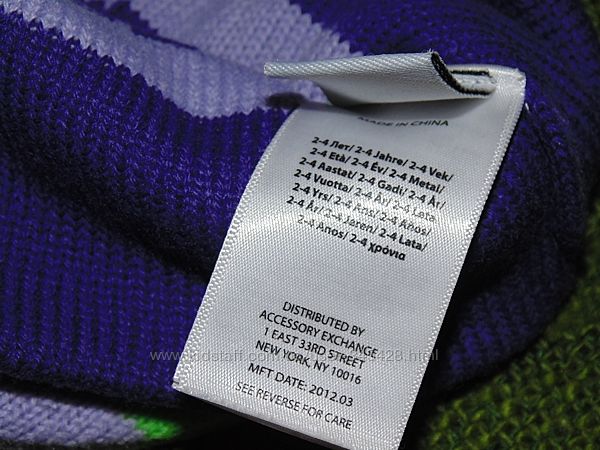 MADE IN CHINA
2-4 Лет/ 2-4 Jahre/ 2-4 Vek/
2-4 Età/ 2-4 Év/ 2-4 Metai/
2-4 Aastat/ 2-4 Gadi/ 2-4 År/
2-4 Vuotta/ 2-4 År/ 2-4 Lata
2-4 Yrs/ 2-4 Ans/ 2-4 Años/
2-4 År/ 2-4 Jaren/ 2-4 Lata/
2-4 Anos/ 2-4 χρόνια
DISTRIBUTED BY
ACCESSORY EXCHANGE
1 EAST 33RD STREET
NEW YORK, NY 10016
MFT DATE: 2012.03
SEE REVERSE FOR CARE